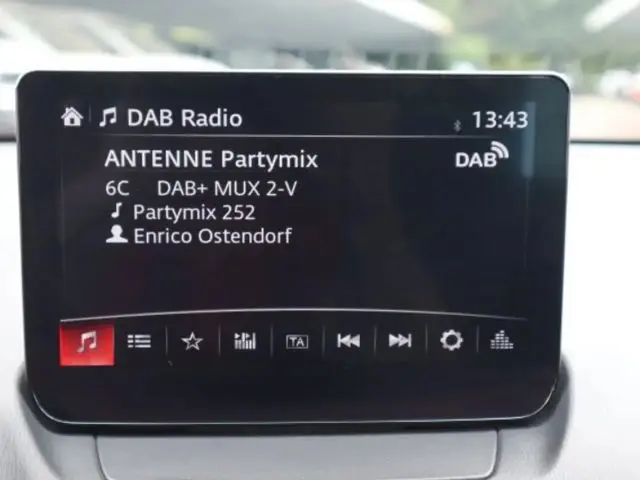 DAB Radio 13:43
ANTENNE Partymix DAB
6C DAB+ MUX 2-V
Partymix 252
Enrico Ostendorf
TA